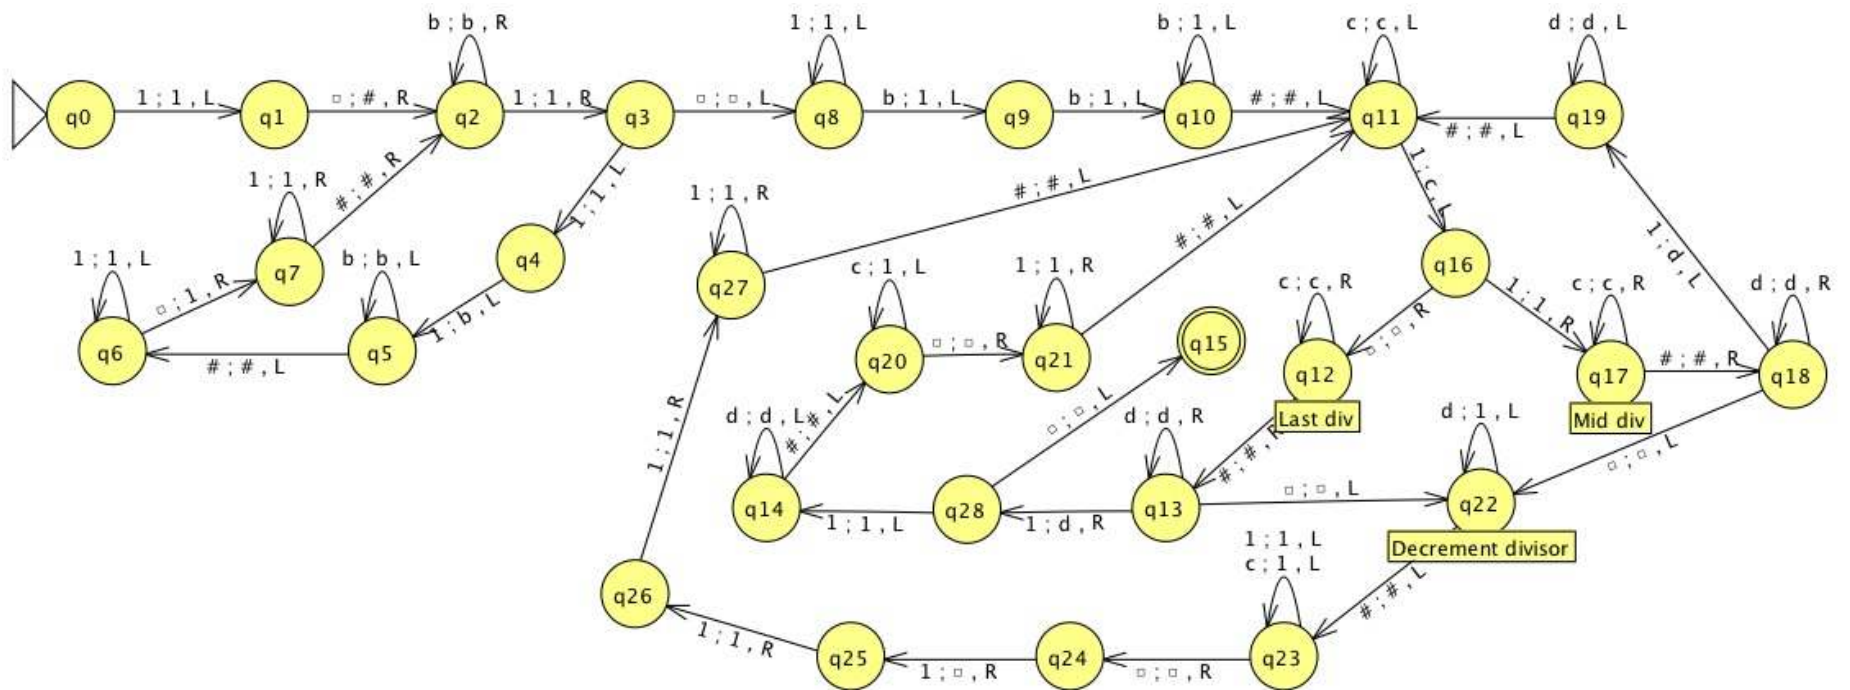 b ; b , R
1 ; 1 , L
b ; 1 , L
c ; c , L
d ; d , L
q0
1 ; 1 , L
q1
□ ; # , R
q2
1 ; 1 , R
q3
□ ; □ , L
q8
b ; 1 , L
q9
b ; 1 , L
q10
# ; # , L
q11
# ; # , L
q19
1 ; 1 , R
# ; # , R
1 ; 1 , L
1 ; 1 , R
# ; # , L
# ; # , L
1 ; c , L
1 ; d , L
1 ; 1 , L
q7
b ; b , L
q4
c ; 1 , L
1 ; 1 , R
q16
□ ; 1 , R
1 ; b , L
q27
c ; c , R
1 ; 1 , R
c ; c , R
d ; d , R
q6
# ; # , L
q5
q20
□ ; □ , R
q21
q15
□ ; □ , R
q12
Last div
q17
Mid div
# ; # , R
q18
1 ; 1 , R
d ; d , L
# ; # , L
□ ; □ , L
d ; d , R
# ; # , R
d ; 1 , L
□ ; □ , L
q14
1 ; 1 , L
q28
1 ; d , R
q13
□ ; □ , L
q22
Decrement divisor
1 ; 1 , L
c ; 1 , L
# ; # , L
q26
1 ; 1 , R
q25
1 ; □ , R
q24
□ ; □ , R
q23